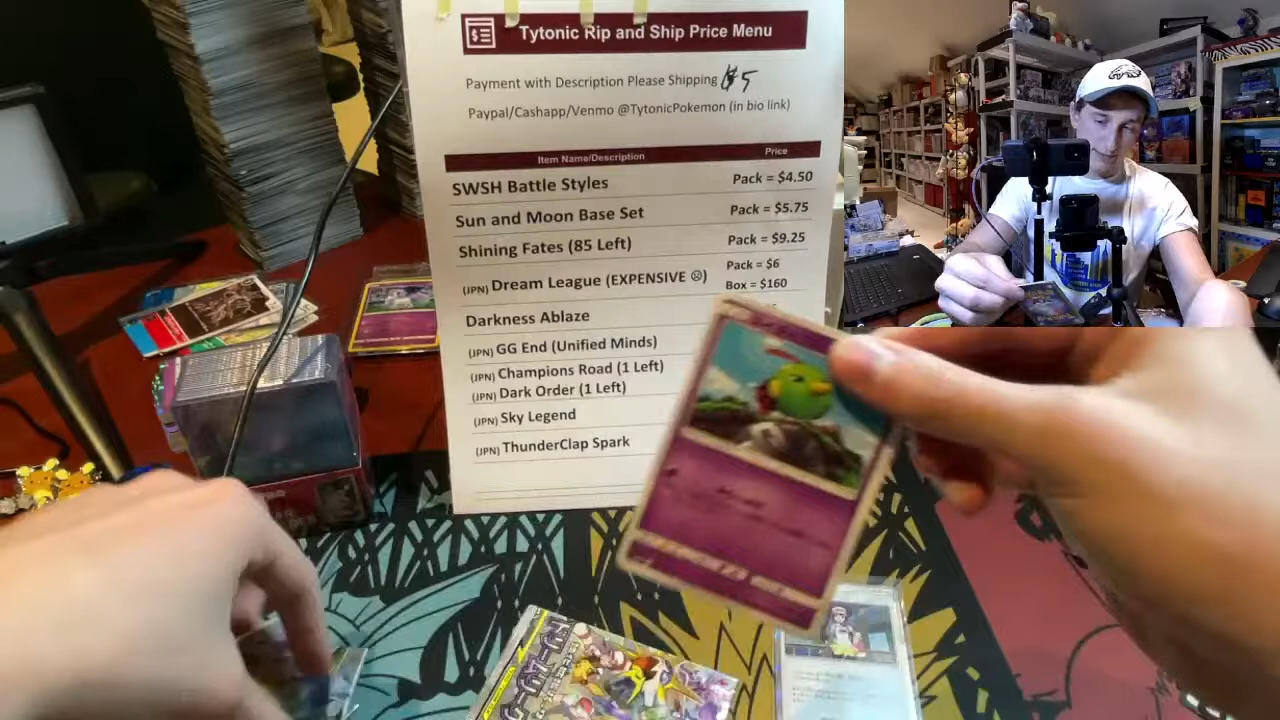 Tytonic Rip and Ship Price Menu
Payment with Description Please Shipping $5
Paypal/Cashapp/Venmo @TytonicPokemon (in bio link)
Item Name/Description Price
SWSH Battle Styles Pack = $4.50
Sun and Moon Base Set Pack = $5.75
Shining Fates (85 Left) Pack = $9.25
(JPN) Dream League (EXPENSIVE ☹) Pack = $6
Box = $160
Darkness Ablaze
(JPN) GG End (Unified Minds)
(JPN) Champions Road (1 Left)
(JPN) Dark Order (1 Left)
(JPN) Sky Legend
(JPN) ThunderClap Spark